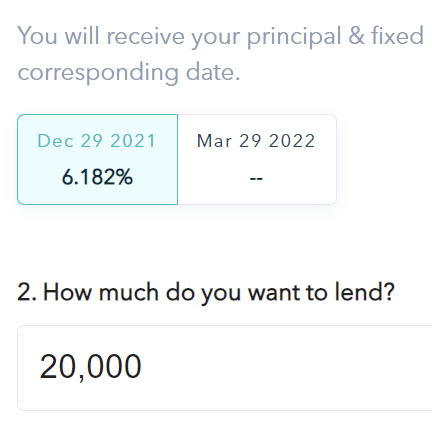 You will receive your principal & fixed
corresponding date.
Dec 29 2021 Mar 29 2022
6.182% --
2. How much do you want to lend?
20,000